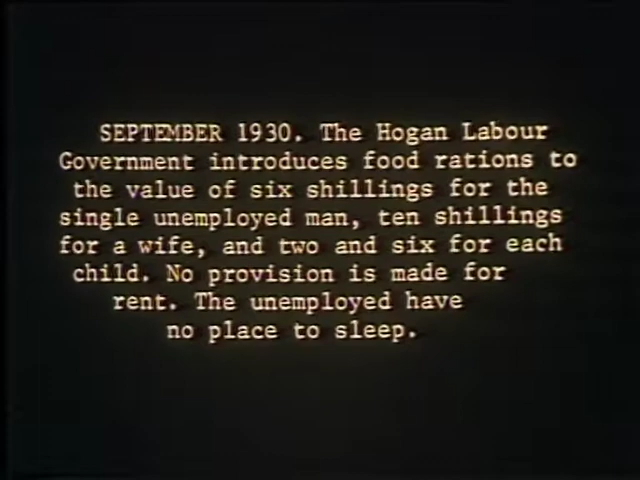 SEPTEMBER 1930. The Hogan Labour
Government introduces food rations to
the value of six shillings for the
single unemployed man, ten shillings
for a wife, and two and six for each
child. No provision is made for
rent. The unemployed have
no place to sleep.